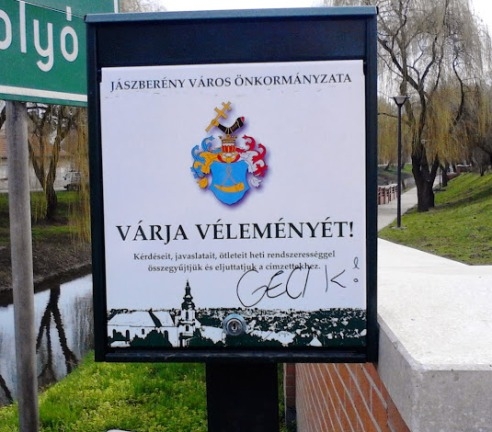 olyó
JÁSZBERÉNY VÁROS ÖNKORMÁNYZATA
VÁRJA VÉLEMÉNYÉT!
Kérdéseit, javaslatait, ötleteit heti rendszerességgel
összegyűjtjük és eljuttatjuk a címzettekhez.
GECIK!